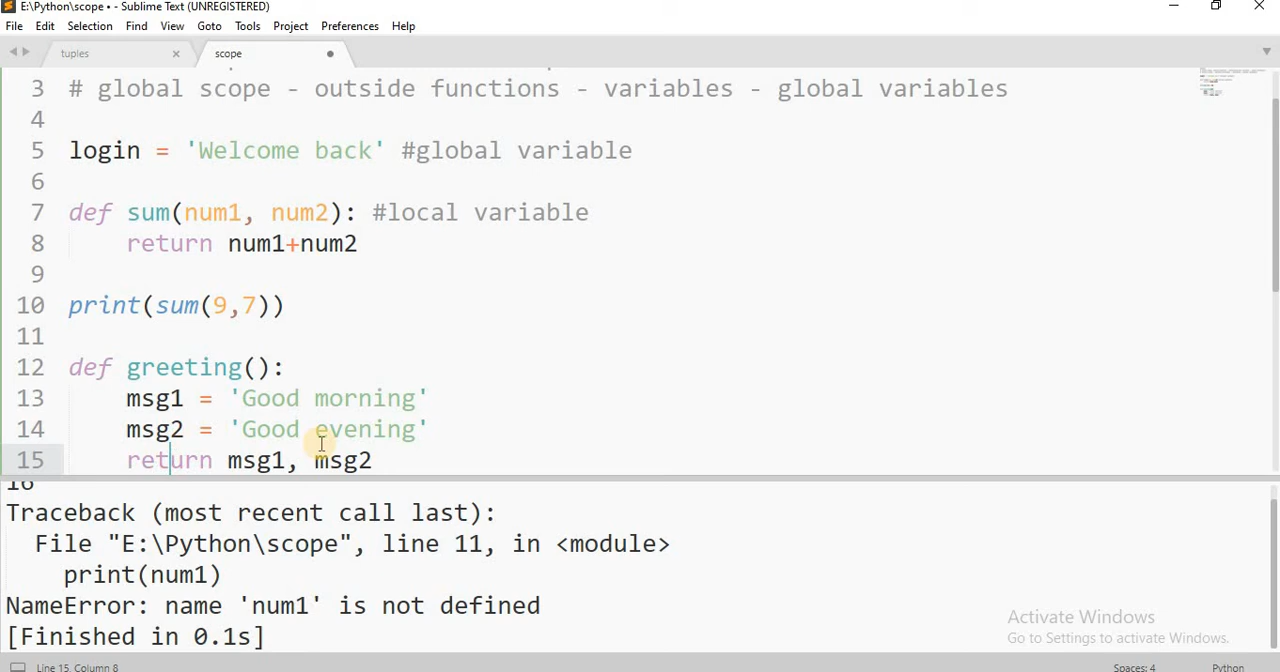 E:\Python\scope • - Sublime Text (UNREGISTERED)
File Edit Selection Find View Goto Tools Project Preferences Help
tuples scope
3 # global scope - outside functions - variables - global variables
4
5 login = 'Welcome back' #global variable
6
7 def sum(num1, num2): #local variable
8 return num1+num2
9
10 print(sum(9,7))
11
12 def greeting():
13 msg1 = 'Good morning'
14 msg2 = 'Good evening'
15 return msg1, msg2
16
Traceback (most recent call last):
File "E:\Python\scope", line 11, in <module>
print(num1)
NameError: name 'num1' is not defined
[Finished in 0.1s]
Activate Windows
Go to Settings to activate Windows.
Line 15, Column 8 Spaces: 4 Python